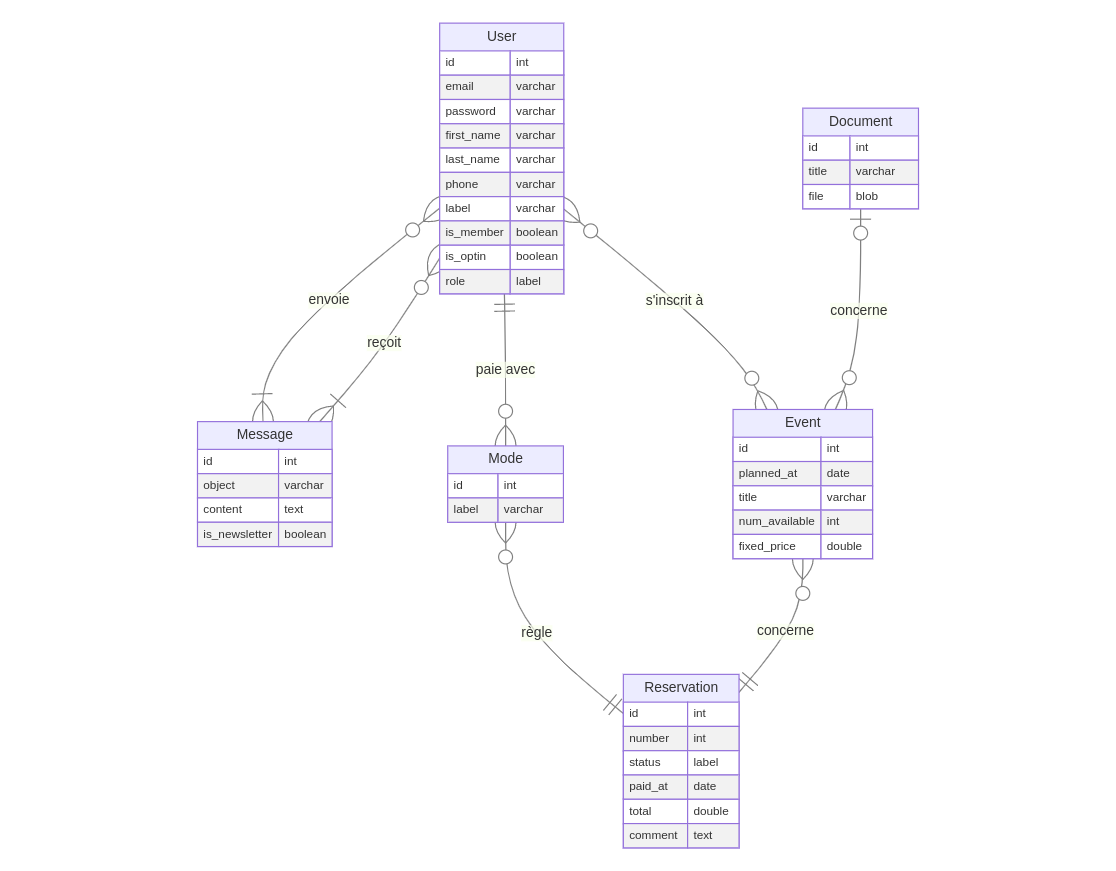 User
id int
email varchar
password varchar
first_name varchar
last_name varchar
phone varchar
label varchar
is_member boolean
is_optin boolean
role label
Document
id int
title varchar
file blob
envoie
reçoit
paie avec
s'inscrit à
concerne
Message
id int
object varchar
content text
is_newsletter boolean
Mode
id int
label varchar
Event
id int
planned_at date
title varchar
num_available int
fixed_price double
règle
concerne
Reservation
id int
number int
status label
paid_at date
total double
comment text